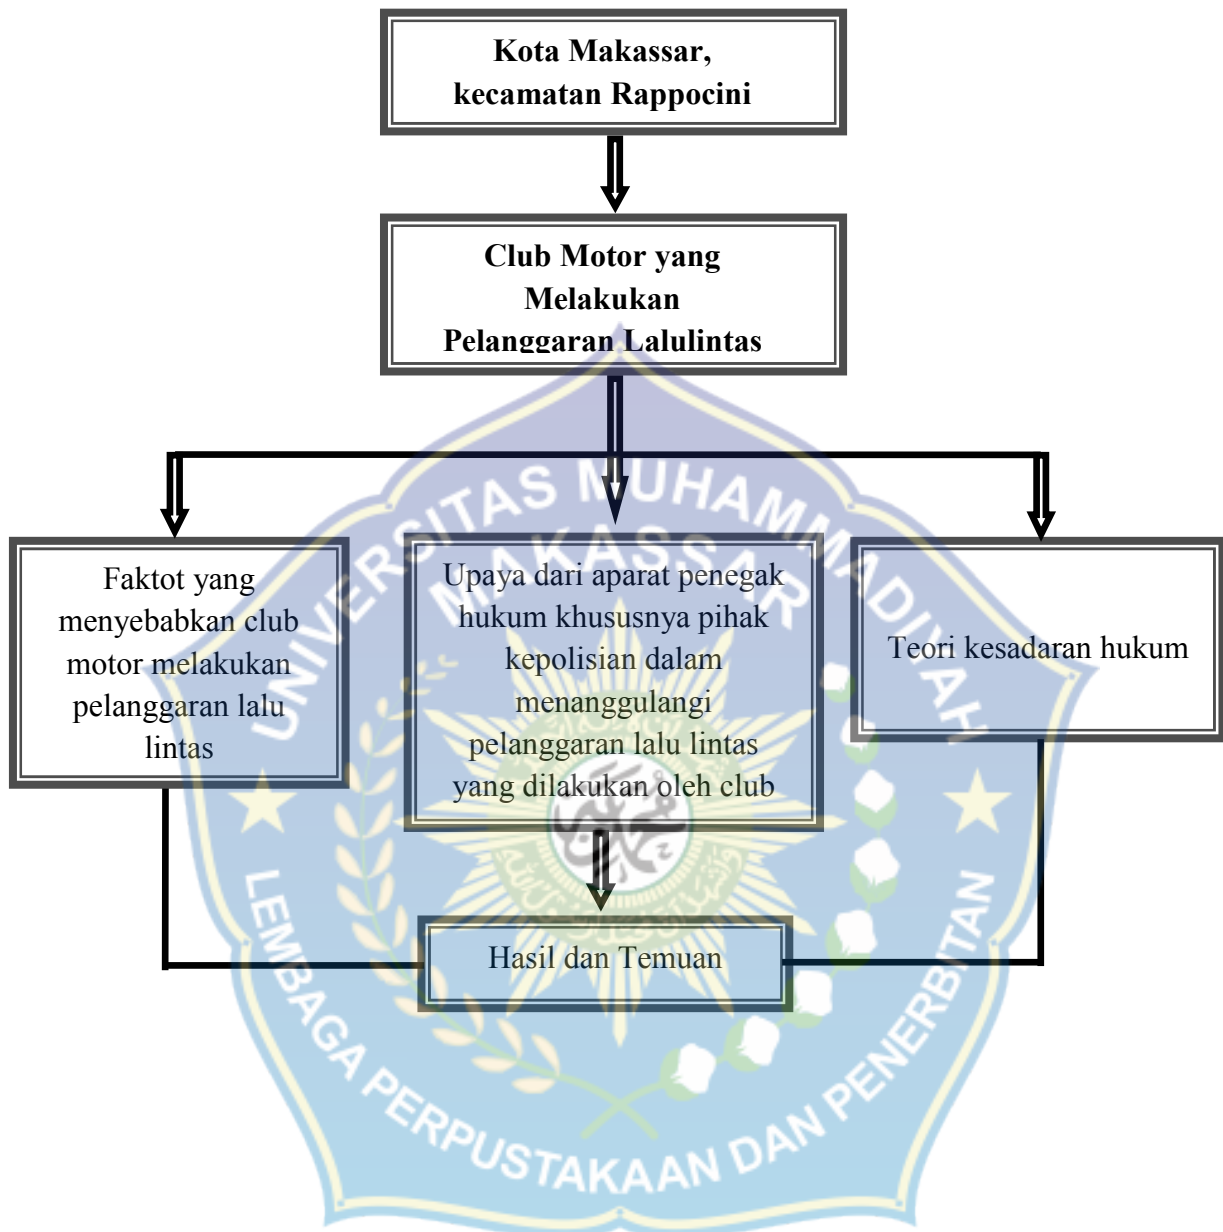 Kota Makassar,
kecamatan Rappocini
Club Motor yang
Melakukan
Pelanggaran Lalulintas
Faktot yang
menyebabkan club
motor melakukan
pelanggaran lalu
lintas
Upaya dari aparat penegak
hukum khususnya pihak
kepolisian dalam
menanggulangi
pelanggaran lalu lintas
yang dilakukan oleh club
Teori kesadaran hukum
Hasil dan Temuan
UNIVERSITAS MUHAMMADIYAH
MAKASSAR
LEMBAGA PERPUSTAKAAN DAN PENERBITAN